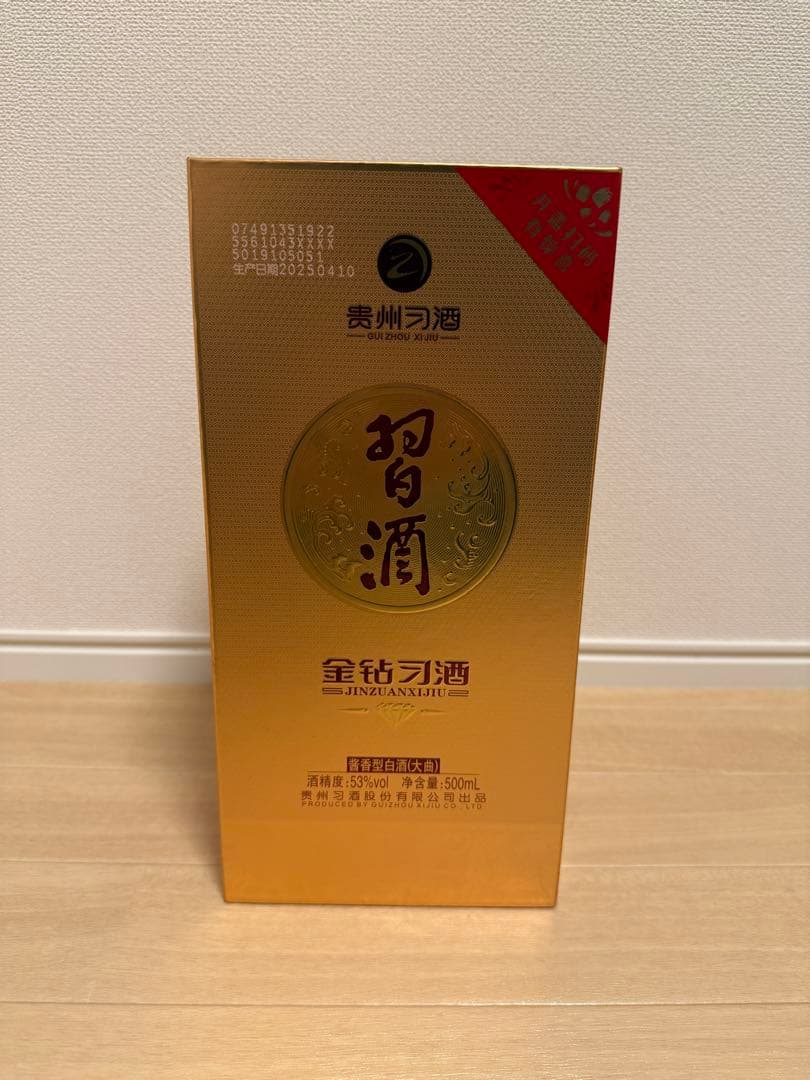 07491351922
5561043XXXX
5019105051
生产日期20250410
贵州习酒
GUIZHOU XIJIU
習酒
金钻习酒
JINZUANXIJIU
酱香型白酒(大曲)
酒精度:53%vol 净含量:500mL
贵州习酒股份有限公司出品
PRODUCED BY GUIZHOU XIJIU CO., LTD